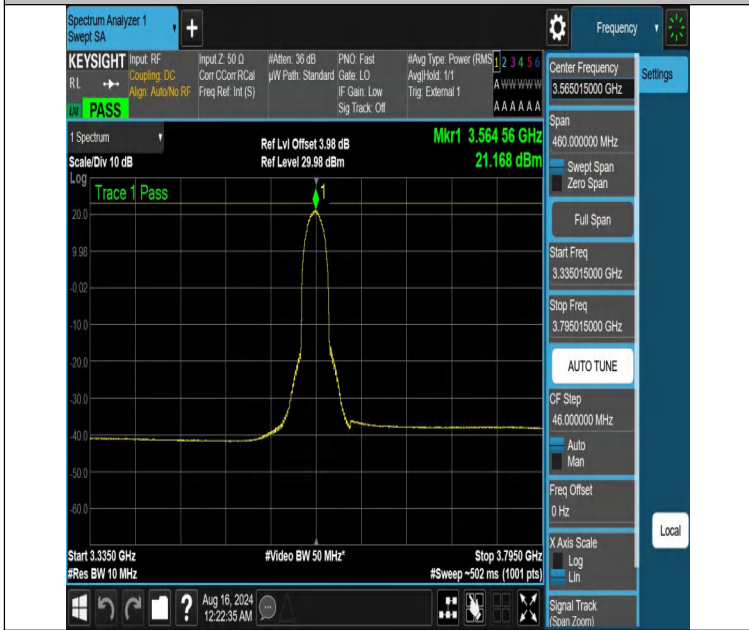 Spectrum Analyzer 1
Swept SA
+
Frequency
KEYSIGHT
RL
PASS
Input: RF
Coupling: DC
Align: Auto/No RF
Input Z: 50 Ω
Corr CCorr RCal
Freq Ref: Int (S)
#Atten: 36 dB
µW Path: Standard
PNO: Fast
Gate: LO
IF Gain: Low
Sig Track: Off
#Avg Type: Power (RMS
Avg|Hold: 1/1
Trig: External 1
1 2 3 4 5 6
A W W W W W
A A A A A A
1 Spectrum
Scale/Div 10 dB
Ref Lvl Offset 3.98 dB
Ref Level 29.98 dBm
Mkr1 3.564 56 GHz
21.168 dBm
Log
Trace 1 Pass
1
20.0
9.98
-0.02
-10.0
-20.0
-30.0
-40.0
-50.0
-60.0
Start 3.3350 GHz
#Res BW 10 MHz
#Video BW 50 MHz*
Stop 3.7950 GHz
#Sweep ~502 ms (1001 pts)
Center Frequency
3.565015000 GHz
Settings
Span
460.000000 MHz
Swept Span
Zero Span
Full Span
Start Freq
3.335015000 GHz
Stop Freq
3.795015000 GHz
AUTO TUNE
CF Step
46.000000 MHz
Auto
Man
Freq Offset
0 Hz
X Axis Scale
Log
Lin
Local
Signal Track
(Span Zoom)
?
Aug 16, 2024
12:22:35 AM